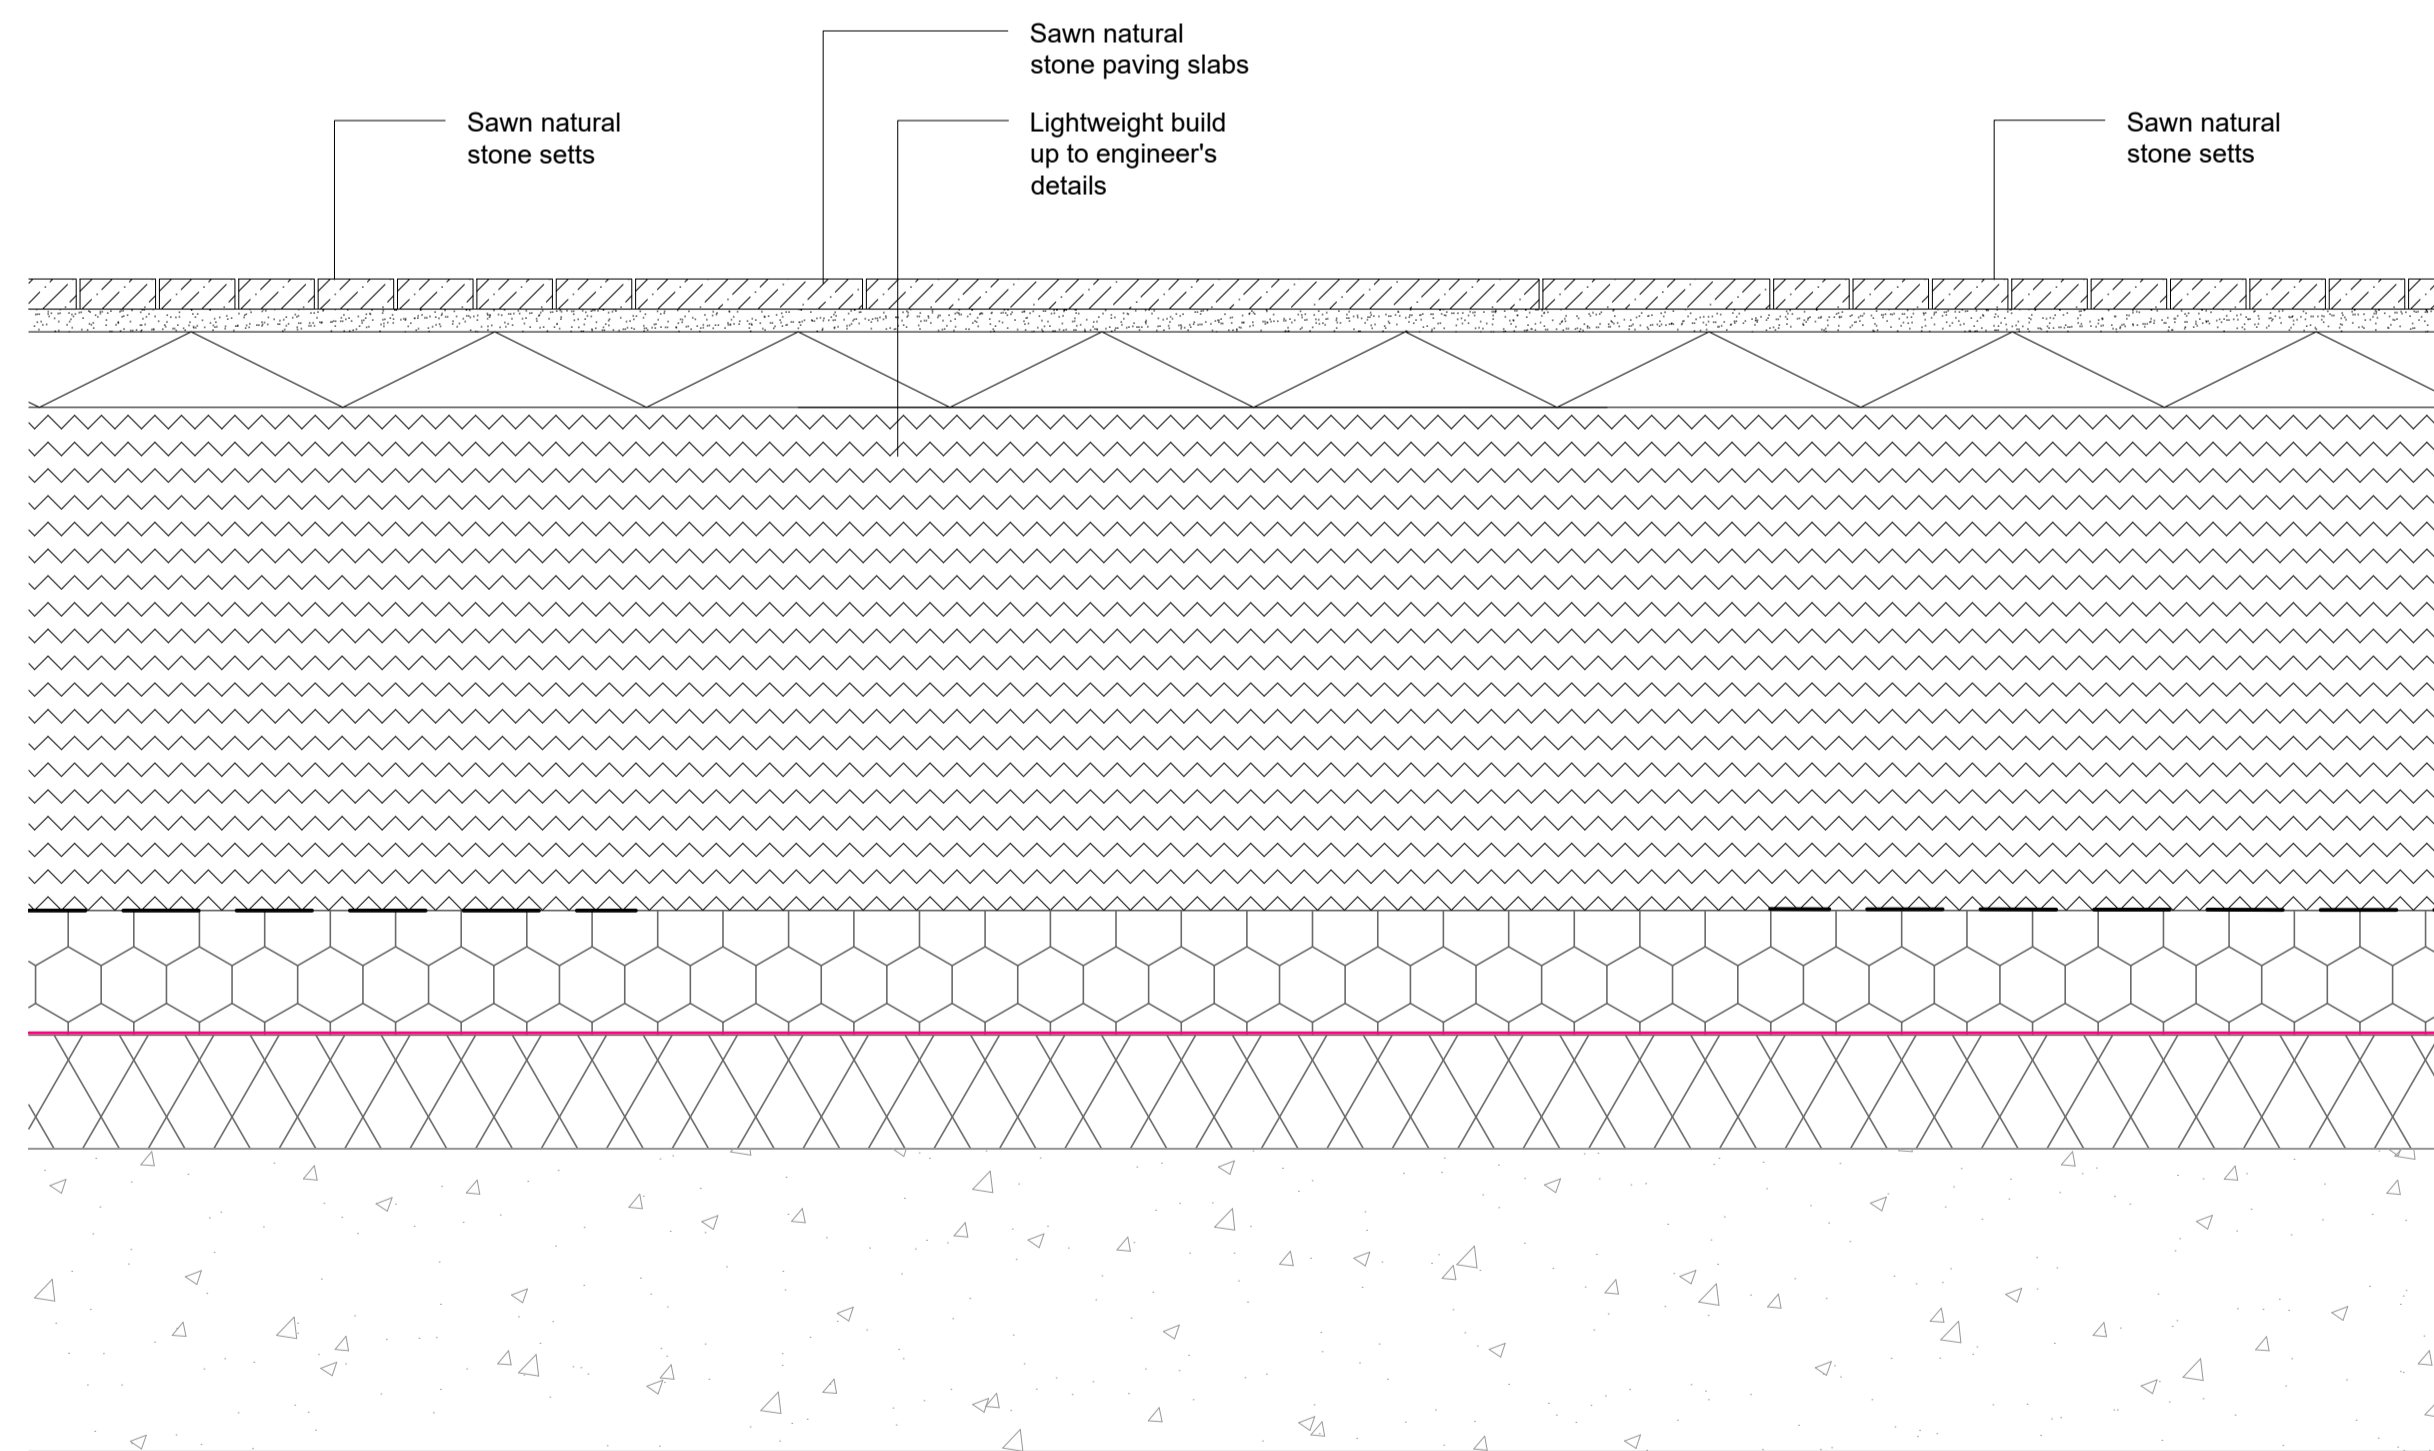 Sawn natural
stone paving slabs
Sawn natural
stone setts
Lightweight build
up to engineer's
details
Sawn natural
stone setts